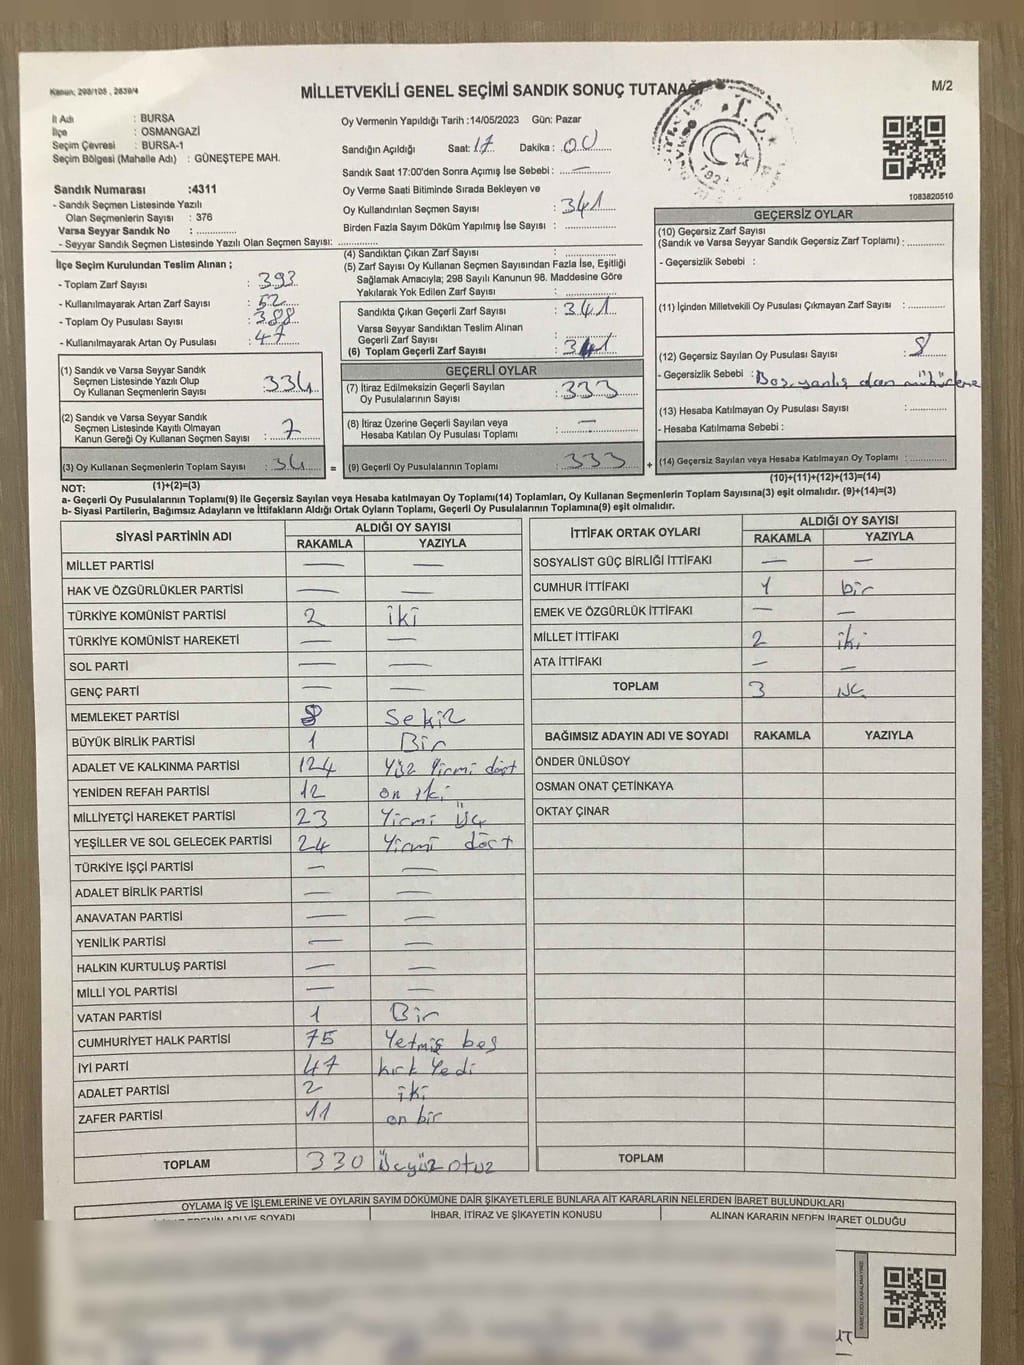 Kanun, 298/105 , 2839/4
MİLLETVEKİLİ GENEL SEÇİMİ SANDIK SONUÇ TUTANAĞI
M/2
İl Adı : BURSA
İlçe : OSMANGAZİ
Seçim Çevresi : BURSA-1
Seçim Bölgesi (Mahalle Adı) : GÜNEŞTEPE MAH.
Sandık Numarası :4311
- Sandık Seçmen Listesinde Yazılı
Olan Seçmenlerin Sayısı : 376
Varsa Seyyar Sandık No :
- Seyyar Sandık Seçmen Listesinde Yazılı Olan Seçmen Sayısı:
Oy Vermenin Yapıldığı Tarih :14/05/2023 Gün: Pazar
Sandığın Açıldığı Saat: 17 Dakika : 00
Sandık Saat 17:00'den Sonra Açımış İse Sebebi : —
Oy Verme Saati Bitiminde Sırada Bekleyen ve
Oy Kullandırılan Seçmen Sayısı : 341
Birden Fazla Sayım Döküm Yapılmış İse Sayısı :
T.C.
1083820510
İlçe Seçim Kurulundan Teslim Alınan ;
- Toplam Zarf Sayısı : 393
- Kullanılmayarak Artan Zarf Sayısı : 52
- Toplam Oy Pusulası Sayısı : 388
- Kullanılmayarak Artan Oy Pusulası : 47
(1) Sandık ve Varsa Seyyar Sandık
Seçmen Listesinde Yazılı Olup
Oy Kullanan Seçmenlerin Sayısı : 334
(2) Sandık ve Varsa Seyyar Sandık
Seçmen Listesinde Kayıtlı Olmayan
Kanun Gereği Oy Kullanan Seçmen Sayısı : 7
(3) Oy Kullanan Seçmenlerin Toplam Sayısı : 34
(1)+(2)=(3)
(4) Sandıktan Çıkan Zarf Sayısı :
(5) Zarf Sayısı Oy Kullanan Seçmen Sayısından Fazla İse, Eşitliği
Sağlamak Amacıyla; 298 Sayılı Kanunun 98. Maddesine Göre
Yakılarak Yok Edilen Zarf Sayısı :
Sandıkta Çıkan Geçerli Zarf Sayısı : 341
Varsa Seyyar Sandıktan Teslim Alınan
Geçerli Zarf Sayısı :
(6) Toplam Geçerli Zarf Sayısı : 341
GEÇERLİ OYLAR
(7) İtiraz Edilmeksizin Geçerli Sayılan
Oy Pusulalarının Sayısı : 333
(8) İtiraz Üzerine Geçerli Sayılan veya
Hesaba Katılan Oy Pusulası Toplamı : —
= (9) Geçerli Oy Pusulalarının Toplamı : 333
GEÇERSİZ OYLAR
(10) Geçersiz Zarf Sayısı
(Sandık ve Varsa Seyyar Sandık Geçersiz Zarf Toplamı) :
- Geçersizlik Sebebi :
(11) İçinden Milletvekili Oy Pusulası Çıkmayan Zarf Sayısı :
(12) Geçersiz Sayılan Oy Pusulası Sayısı : 8
- Geçersizlik Sebebi : Boş, yanlış
(13) Hesaba Katılmayan Oy Pusulası Sayısı :
- Hesaba Katılmama Sebebi :
+ (14) Geçersiz Sayılan veya Hesaba Katılmayan Oy Toplamı :
(10)+(11)+(12)+(13)=(14)
NOT:
a- Geçerli Oy Pusulalarının Toplamı(9) ile Geçersiz Sayılan veya Hesaba katılmayan Oy Toplamı(14) Toplamları, Oy Kullanan Seçmenlerin Toplam Sayısına(3) eşit olmalıdır. (9)+(14)=(3)
b- Siyasi Partilerin, Bağımsız Adayların ve İttifakların Aldığı Ortak Oyların Toplamı, Geçerli Oy Pusulalarının Toplamına(9) eşit olmalıdır.
SİYASİ PARTİNİN ADI ALDIĞI OY SAYISI
RAKAMLA YAZIYLA
MİLLET PARTİSİ — —
HAK VE ÖZGÜRLÜKLER PARTİSİ — —
TÜRKİYE KOMÜNİST PARTİSİ 2 iki
TÜRKİYE KOMÜNİST HAREKETİ — —
SOL PARTİ — —
GENÇ PARTİ — —
MEMLEKET PARTİSİ 8 Sekiz
BÜYÜK BİRLİK PARTİSİ 1 Bir
ADALET VE KALKINMA PARTİSİ 124 Yüz Yirmi dört
YENİDEN REFAH PARTİSİ 12 on iki
MİLLİYETÇİ HAREKET PARTİSİ 23 Yirmi Üç
YEŞİLLER VE SOL GELECEK PARTİSİ 24 Yirmi dört
TÜRKİYE İŞÇİ PARTİSİ — —
ADALET BİRLİK PARTİSİ — —
ANAVATAN PARTİSİ — —
YENİLİK PARTİSİ — —
HALKIN KURTULUŞ PARTİSİ — —
MİLLİ YOL PARTİSİ — —
VATAN PARTİSİ 1 Bir
CUMHURİYET HALK PARTİSİ 75 Yetmiş beş
İYİ PARTİ 47 kırk Yedi
ADALET PARTİSİ 2 iki
ZAFER PARTİSİ 11 on bir
TOPLAM 330 Üçyüz otuz
İTTİFAK ORTAK OYLARI ALDIĞI OY SAYISI
RAKAMLA YAZIYLA
SOSYALİST GÜÇ BİRLİĞİ İTTİFAKI — —
CUMHUR İTTİFAKI 1 bir
EMEK VE ÖZGÜRLÜK İTTİFAKI — —
MİLLET İTTİFAKI 2 iki
ATA İTTİFAKI — —
TOPLAM 3 üç
BAĞIMSIZ ADAYIN ADI VE SOYADI RAKAMLA YAZIYLA
ÖNDER ÜNLÜSOY
OSMAN ONAT ÇETİNKAYA
OKTAY ÇINAR
TOPLAM
OYLAMA İŞ VE İŞLEMLERİNE VE OYLARIN SAYIM DÖKÜMÜNE DAİR ŞİKAYETLERLE BUNLARA AİT KARARLARIN NELERDEN İBARET BULUNDUKLARI
ADI VE SOYADI İHBAR, İTİRAZ VE ŞİKAYETİN KONUSU ALINAN KARARIN NEDEN İBARET OLDUĞU